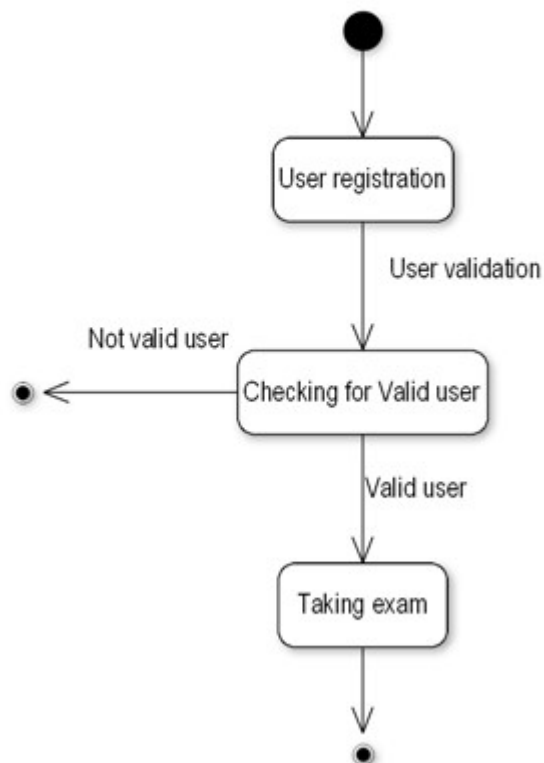 User registration
User validation
Not valid user
Checking for Valid user
Valid user
Taking exam